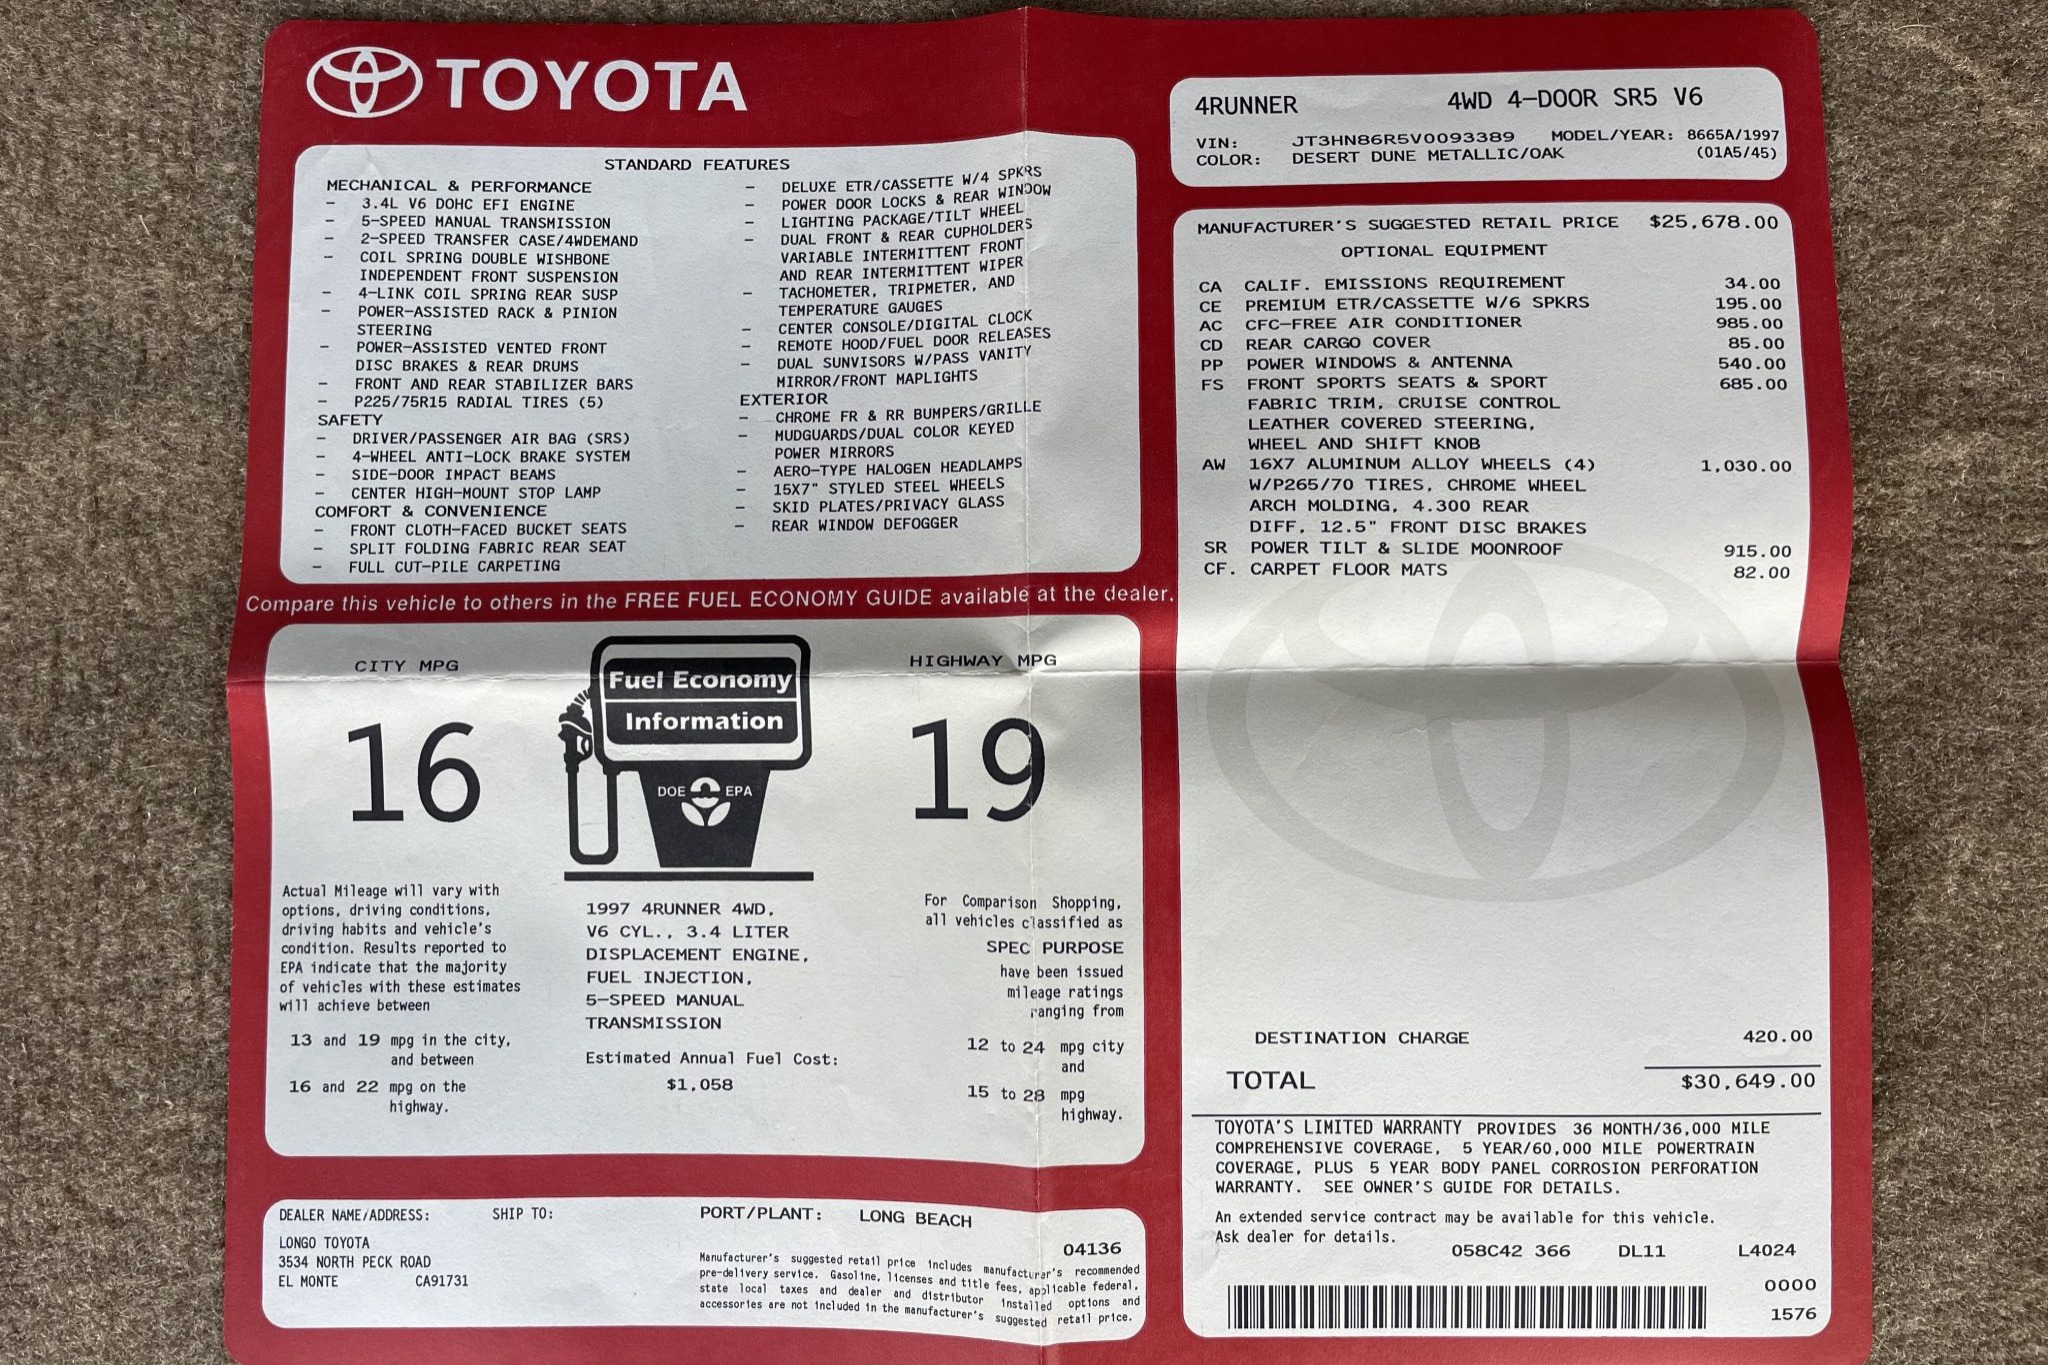 TOYOTA
STANDARD FEATURES
MECHANICAL & PERFORMANCE
- 3.4L V6 DOHC EFI ENGINE
- 5-SPEED MANUAL TRANSMISSION
- 2-SPEED TRANSFER CASE/4WDEMAND
- COIL SPRING DOUBLE WISHBONE
INDEPENDENT FRONT SUSPENSION
- 4-LINK COIL SPRING REAR SUSP
- POWER-ASSISTED RACK & PINION
STEERING
- POWER-ASSISTED VENTED FRONT
DISC BRAKES & REAR DRUMS
- FRONT AND REAR STABILIZER BARS
- P225/75R15 RADIAL TIRES (5)
SAFETY
- DRIVER/PASSENGER AIR BAG (SRS)
- 4-WHEEL ANTI-LOCK BRAKE SYSTEM
- SIDE-DOOR IMPACT BEAMS
- CENTER HIGH-MOUNT STOP LAMP
COMFORT & CONVENIENCE
- FRONT CLOTH-FACED BUCKET SEATS
- SPLIT FOLDING FABRIC REAR SEAT
- FULL CUT-PILE CARPETING
- DELUXE ETR/CASSETTE W/4 SPKRS
- POWER DOOR LOCKS & REAR WINDOW
- LIGHTING PACKAGE/TILT WHEEL
- DUAL FRONT & REAR CUPHOLDERS
VARIABLE INTERMITTENT FRONT
AND REAR INTERMITTENT WIPER
- TACHOMETER, TRIPMETER, AND
TEMPERATURE GAUGES
- CENTER CONSOLE/DIGITAL CLOCK
- REMOTE HOOD/FUEL DOOR RELEASES
- DUAL SUNVISORS W/PASS VANITY
MIRROR/FRONT MAPLIGHTS
EXTERIOR
- CHROME FR & RR BUMPERS/GRILLE
- MUDGUARDS/DUAL COLOR KEYED
POWER MIRRORS
- AERO-TYPE HALOGEN HEADLAMPS
- 15X7" STYLED STEEL WHEELS
- SKID PLATES/PRIVACY GLASS
- REAR WINDOW DEFOGGER
Compare this vehicle to others in the FREE FUEL ECONOMY GUIDE available at the dealer.
CITY MPG
16
Fuel Economy
Information
DOE EPA
HIGHWAY MPG
19
Actual Mileage will vary with
options, driving conditions,
driving habits and vehicle's
condition. Results reported to
EPA indicate that the majority
of vehicles with these estimates
will achieve between
13 and 19 mpg in the city,
and between
16 and 22 mpg on the
highway.
1997 4RUNNER 4WD,
V6 CYL., 3.4 LITER
DISPLACEMENT ENGINE,
FUEL INJECTION,
5-SPEED MANUAL
TRANSMISSION
Estimated Annual Fuel Cost:
$1,058
For Comparison Shopping,
all vehicles classified as
SPEC PURPOSE
have been issued
mileage ratings
ranging from
12 to 24 mpg city
and
15 to 28 mpg
highway.
DEALER NAME/ADDRESS: SHIP TO:
LONGO TOYOTA
3534 NORTH PECK ROAD
EL MONTE CA91731
PORT/PLANT: LONG BEACH
04136
Manufacturer's suggested retail price includes manufacturer's recommended
pre-delivery service. Gasoline, licenses and title fees, applicable federal,
state local taxes and dealer and distributor installed options and
accessories are not included in the manufacturer's suggested retail price.
4RUNNER 4WD 4-DOOR SR5 V6
VIN: JT3HN86R5V0093389 MODEL/YEAR: 8665A/1997
COLOR: DESERT DUNE METALLIC/OAK (01A5/45)
MANUFACTURER'S SUGGESTED RETAIL PRICE $25,678.00
OPTIONAL EQUIPMENT
CA CALIF. EMISSIONS REQUIREMENT 34.00
CE PREMIUM ETR/CASSETTE W/6 SPKRS 195.00
AC CFC-FREE AIR CONDITIONER 985.00
CD REAR CARGO COVER 85.00
PP POWER WINDOWS & ANTENNA 540.00
FS FRONT SPORTS SEATS & SPORT 685.00
FABRIC TRIM, CRUISE CONTROL
LEATHER COVERED STEERING,
WHEEL AND SHIFT KNOB
AW 16X7 ALUMINUM ALLOY WHEELS (4) 1,030.00
W/P265/70 TIRES, CHROME WHEEL
ARCH MOLDING, 4.300 REAR
DIFF, 12.5" FRONT DISC BRAKES
SR POWER TILT & SLIDE MOONROOF 915.00
CF. CARPET FLOOR MATS 82.00
DESTINATION CHARGE 420.00
TOTAL $30,649.00
TOYOTA'S LIMITED WARRANTY PROVIDES 36 MONTH/36,000 MILE
COMPREHENSIVE COVERAGE, 5 YEAR/60,000 MILE POWERTRAIN
COVERAGE, PLUS 5 YEAR BODY PANEL CORROSION PERFORATION
WARRANTY. SEE OWNER'S GUIDE FOR DETAILS.
An extended service contract may be available for this vehicle.
Ask dealer for details.
058C42 366 DL11 L4024
0000
1576